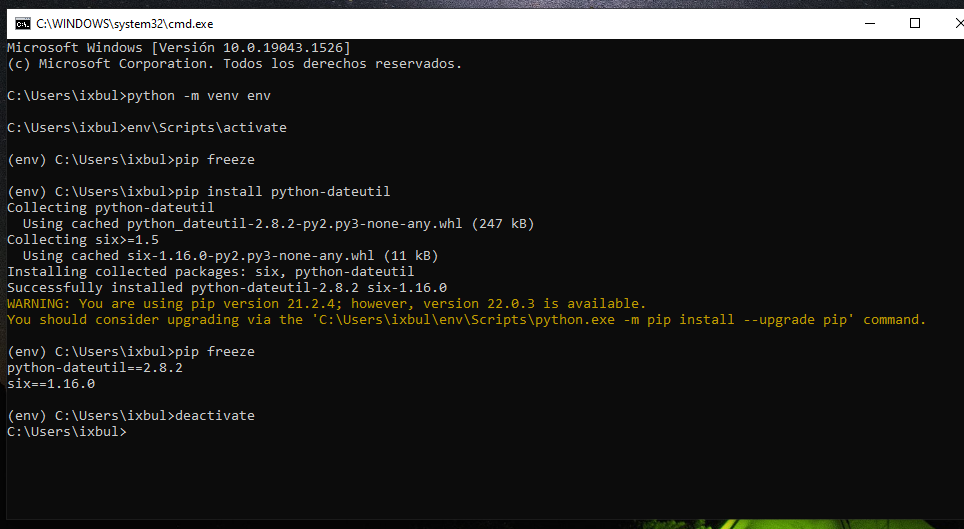 C:\WINDOWS\system32\cmd.exe
Microsoft Windows [Versión 10.0.19043.1526]
(c) Microsoft Corporation. Todos los derechos reservados.
C:\Users\ixbul>python -m venv env
C:\Users\ixbul>env\Scripts\activate
(env) C:\Users\ixbul>pip freeze
(env) C:\Users\ixbul>pip install python-dateutil
Collecting python-dateutil
  Using cached python_dateutil-2.8.2-py2.py3-none-any.whl (247 kB)
Collecting six>=1.5
  Using cached six-1.16.0-py2.py3-none-any.whl (11 kB)
Installing collected packages: six, python-dateutil
Successfully installed python-dateutil-2.8.2 six-1.16.0
WARNING: You are using pip version 21.2.4; however, version 22.0.3 is available.
You should consider upgrading via the 'C:\Users\ixbul\env\Scripts\python.exe -m pip install --upgrade pip' command.
(env) C:\Users\ixbul>pip freeze
python-dateutil==2.8.2
six==1.16.0
(env) C:\Users\ixbul>deactivate
C:\Users\ixbul>